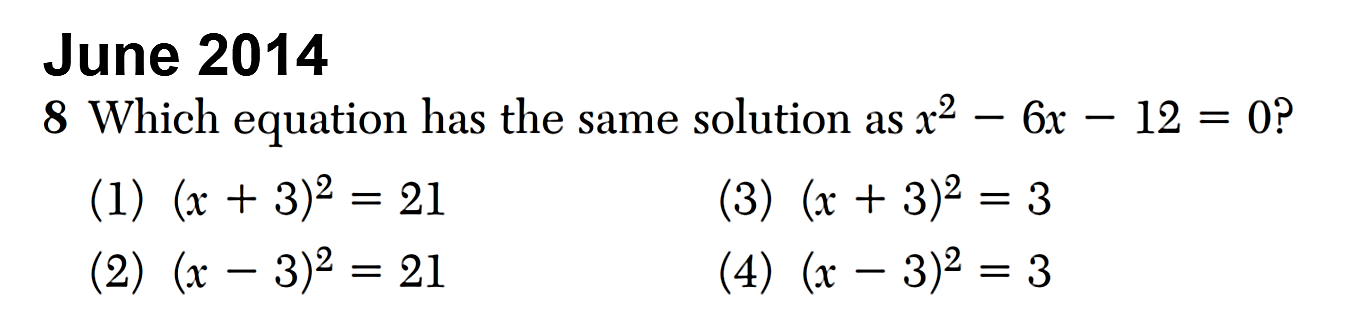 June 2014
8 Which equation has the same solution as x² − 6x − 12 = 0?
(1) (x + 3)² = 21 (3) (x + 3)² = 3
(2) (x − 3)² = 21 (4) (x − 3)² = 3